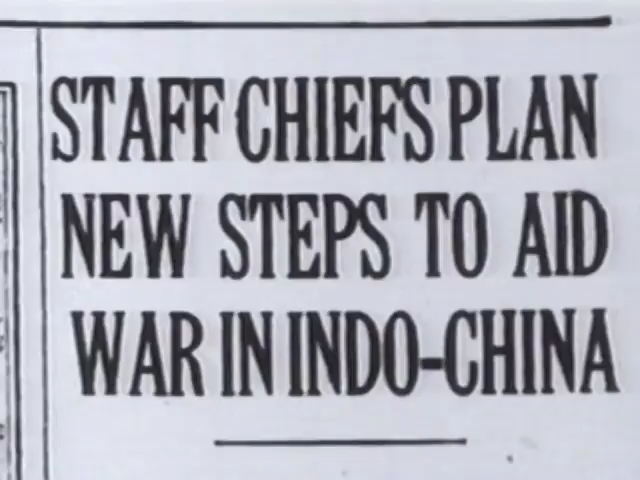 STAFF CHIEFS PLAN
NEW STEPS TO AID
WAR IN INDO-CHINA